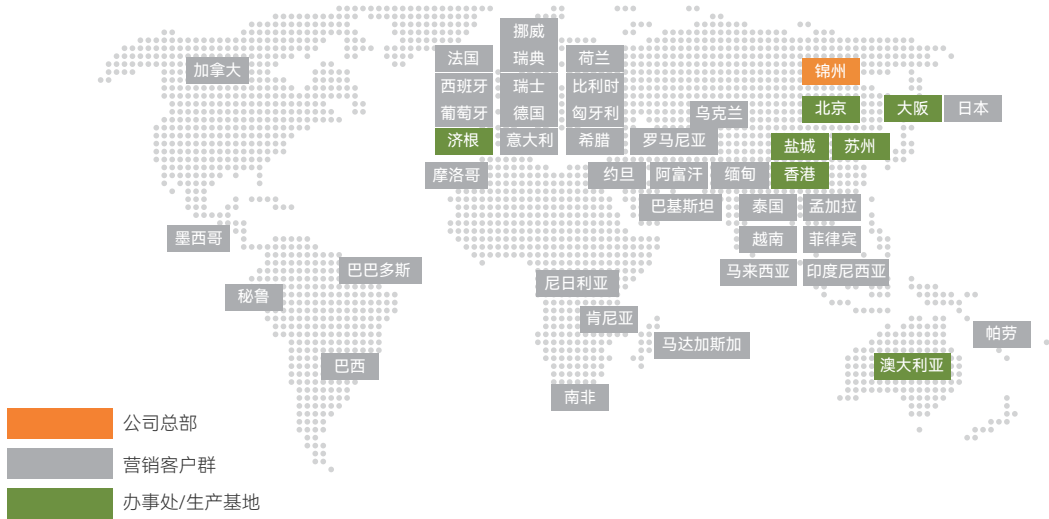 挪威
法国
瑞典
荷兰
加拿大
锦州
西班牙
瑞士
比利时
葡萄牙
德国
匈牙利
乌克兰
北京
大阪
日本
济根
意大利
希腊
罗马尼亚
盐城
苏州
摩洛哥
约旦
阿富汗
缅甸
香港
巴基斯坦
泰国
孟加拉
墨西哥
越南
菲律宾
巴巴多斯
马来西亚
印度尼西亚
秘鲁
尼日利亚
肯尼亚
帕劳
马达加斯加
巴西
澳大利亚
南非
公司总部
营销客户群
办事处/生产基地